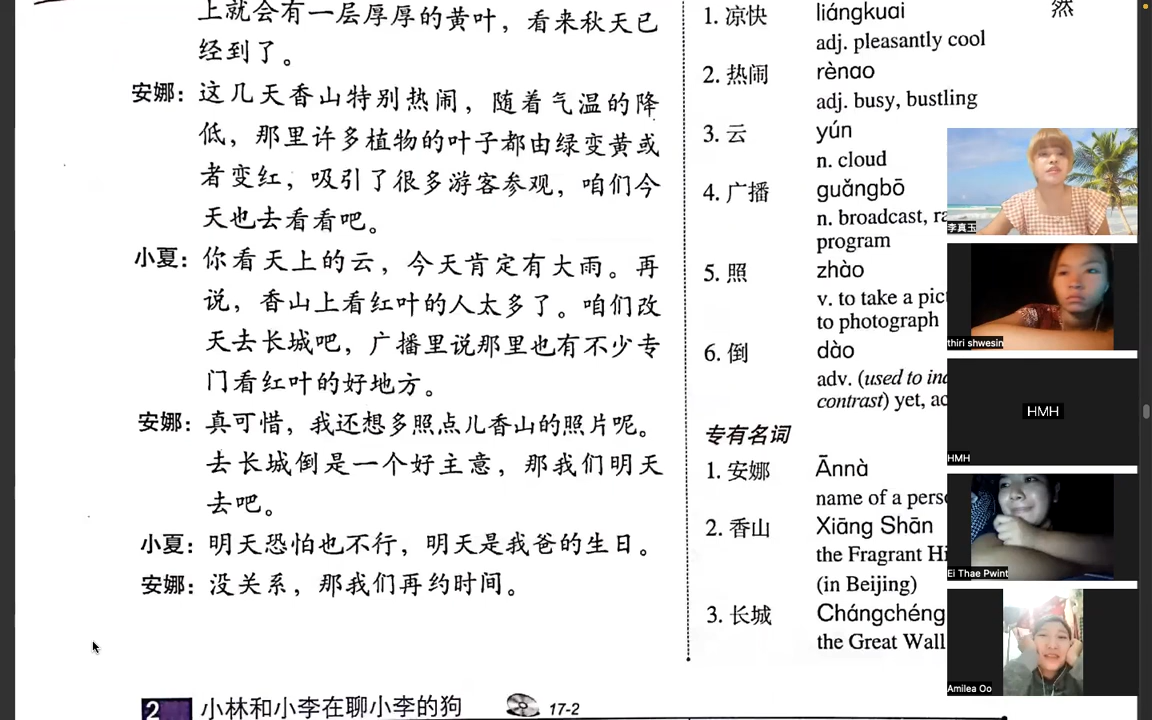 上就会有一层厚厚的黄叶，看来秋天已
经到了。
安娜：这几天香山特别热闹，随着气温的降
低，那里许多植物的叶子都由绿变黄或
者变红，吸引了很多游客参观，咱们今
天也去看看吧。
小夏：你看天上的云，今天肯定有大雨。再
说，香山上看红叶的人太多了。咱们改
天去长城吧，广播里说那里也有不少专
门看红叶的好地方。
安娜：真可惜，我还想多照点儿香山的照片呢。
去长城倒是一个好主意，那我们明天
去吧。
小夏：明天恐怕也不行，明天是我爸的生日。
安娜：没关系，那我们再约时间。
2 小林和小李在聊小李的狗 17-2
1. 凉快 liángkuai
adj. pleasantly cool
2. 热闹 rènao
adj. busy, bustling
3. 云 yún
n. cloud
4. 广播 guǎngbō
n. broadcast, ra
program
5. 照 zhào
v. to take a pic
to photograph
6. 倒 dào
adv. (used to ind
contrast) yet, ac
专有名词
1. 安娜 Ānnà
name of a perso
2. 香山 Xiāng Shān
the Fragrant Hi
(in Beijing)
3. 长城 Chángchéng
the Great Wall
然
李真玉
thiri shwesin
HMH
HMH
Ei Thae Pwint
Amilea Oo